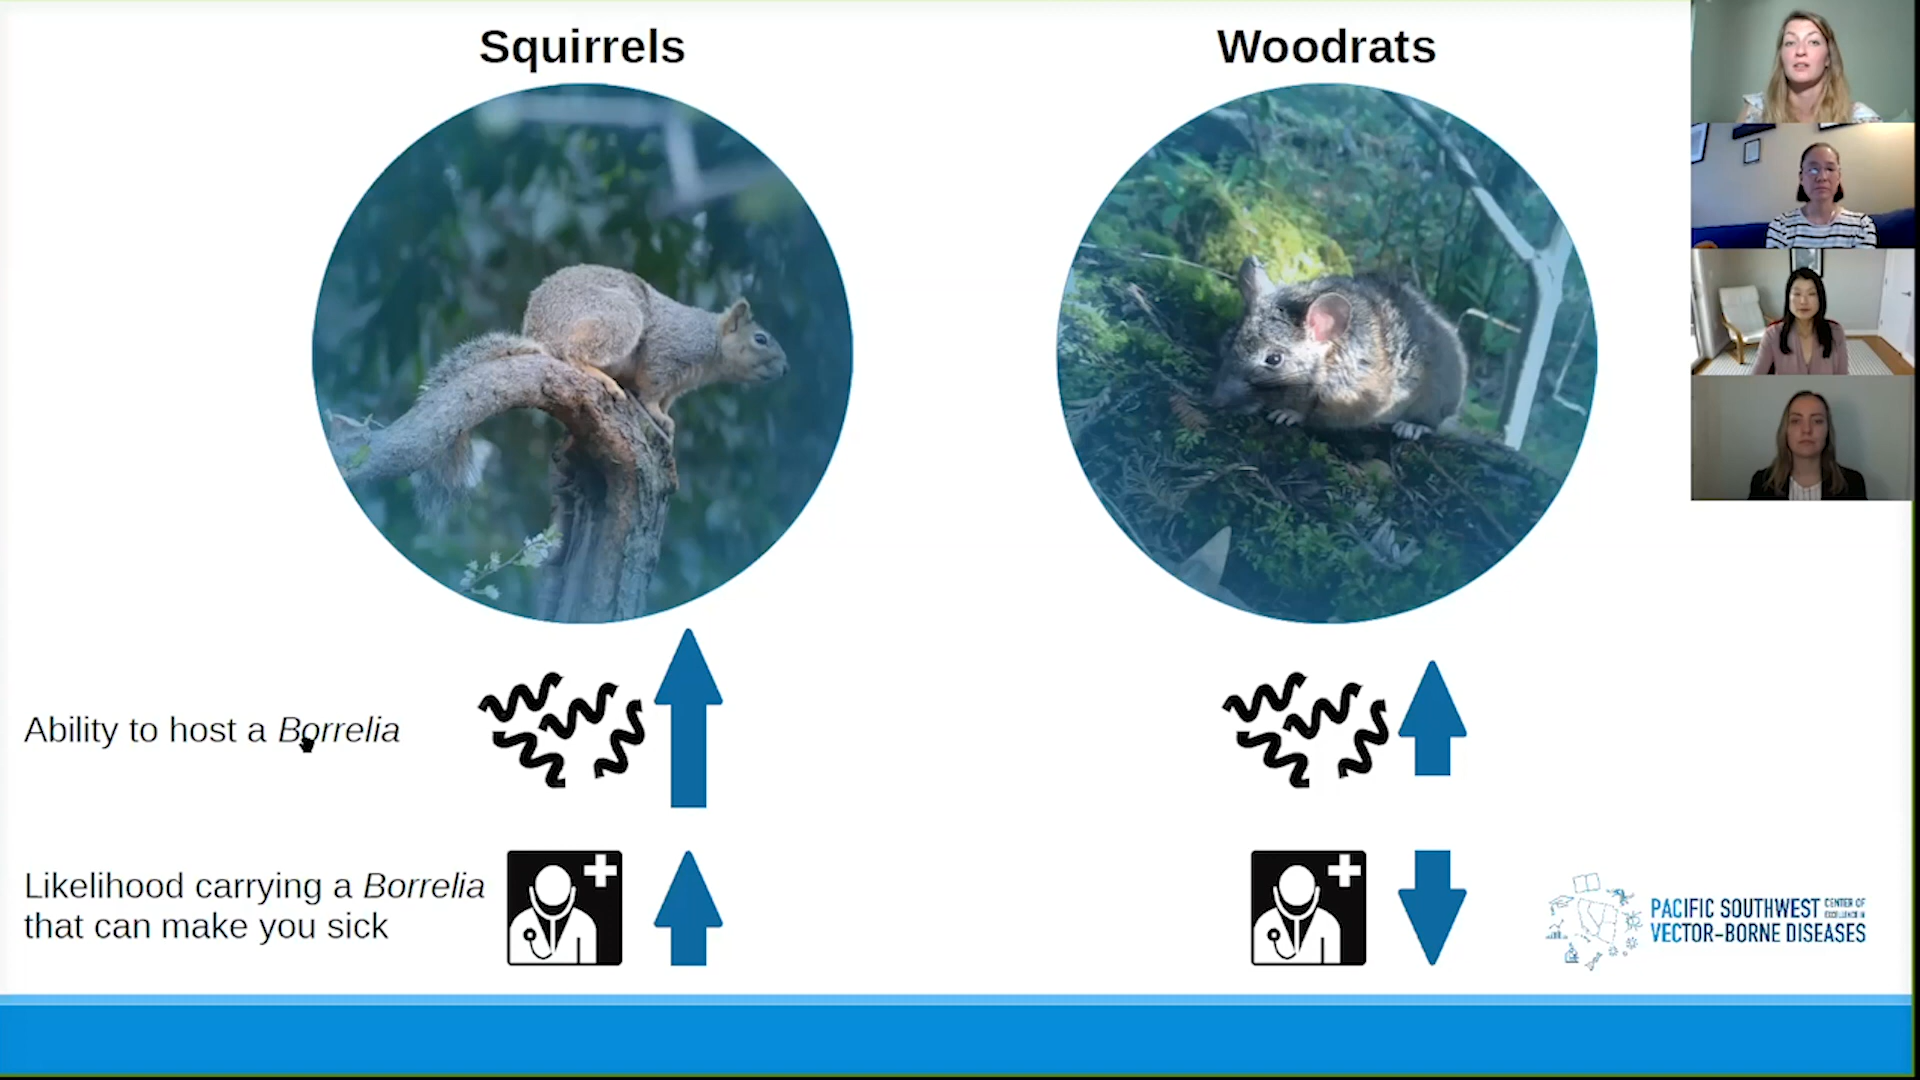 Squirrels
Woodrats
Ability to host a Borrelia
Likelihood carrying a Borrelia
that can make you sick
PACIFIC SOUTHWEST CENTER OF
EXCELLENCE IN
VECTOR-BORNE DISEASES